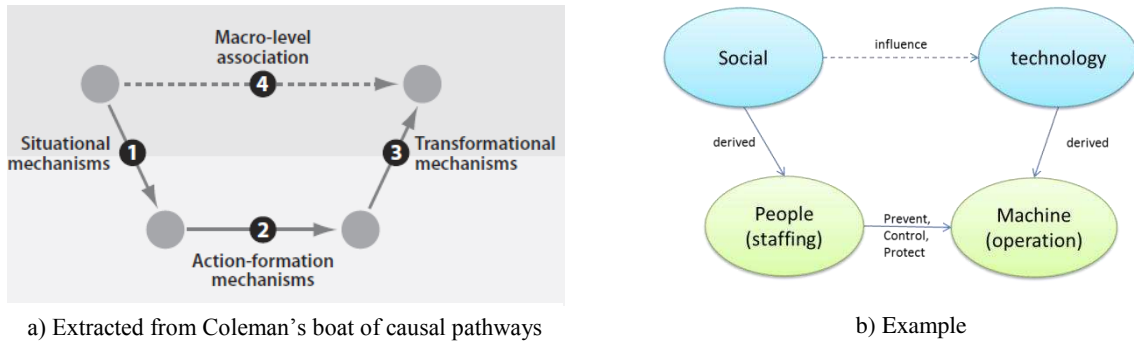 Macro-level
association
4
Situational
mechanisms
1
3
Transformational
mechanisms
2
Action-formation
mechanisms
a) Extracted from Coleman's boat of causal pathways
Social
influence
technology
derived
derived
People
(staffing)
Prevent,
Control,
Protect
Machine
(operation)
b) Example